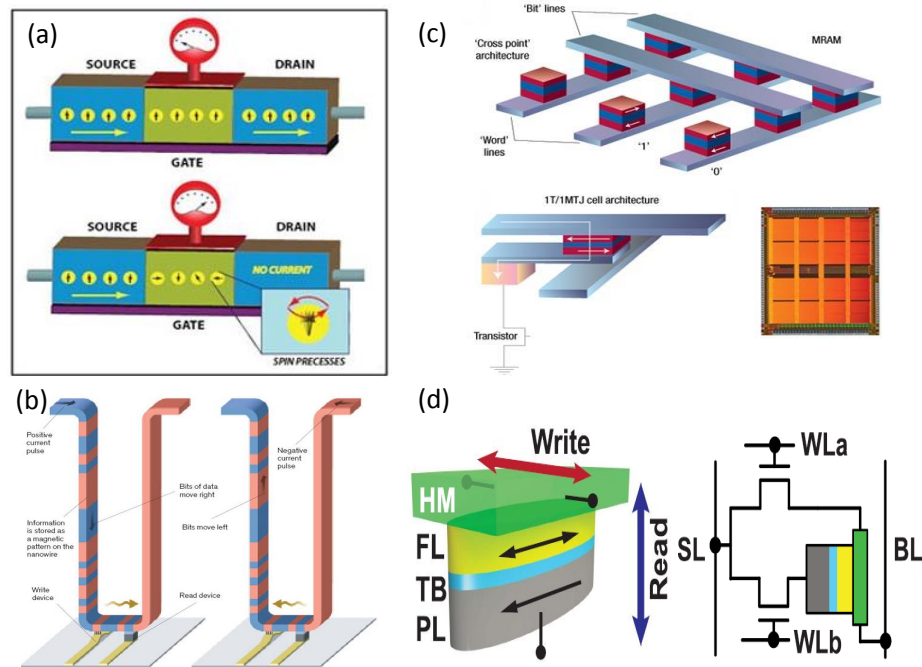 (a)
SOURCE
DRAIN
GATE
SOURCE
DRAIN
NO CURRENT
GATE
SPIN PRECESSES
(c)
'Bit' lines
'Cross point'
architecture
MRAM
'Word'
lines
'1'
'0'
1T/1MTJ cell architecture
Transistor
(b)
Positive
current
pulse
Negative
current
pulse
Bits of data
move right
Information
is stored as
a magnetic
pattern on the
nanowire
Bits move left
Write
device
Read device
(d)
Write
HM
FL
TB
PL
Read
WLa
SL
BL
WLb